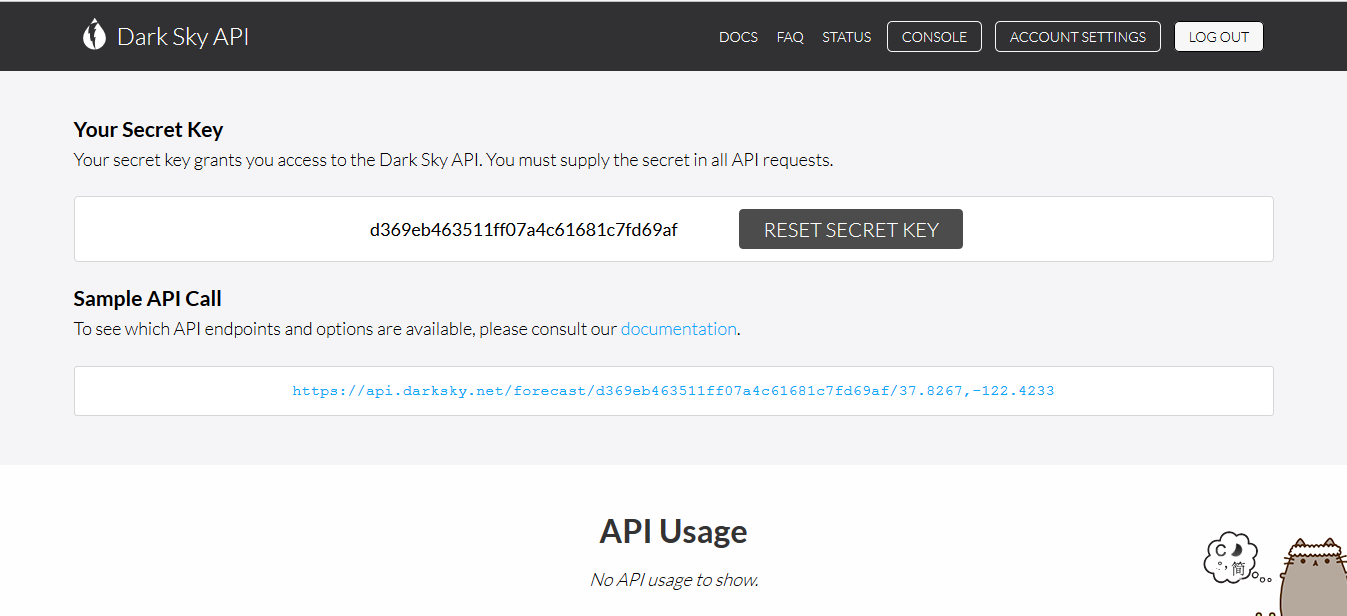 Dark Sky API
DOCS FAQ STATUS CONSOLE ACCOUNT SETTINGS LOG OUT
Your Secret Key
Your secret key grants you access to the Dark Sky API. You must supply the secret in all API requests.
d369eb463511ff07a4c61681c7fd69af RESET SECRET KEY
Sample API Call
To see which API endpoints and options are available, please consult our documentation.
https://api.darksky.net/forecast/d369eb463511ff07a4c61681c7fd69af/37.8267,-122.4233
API Usage
No API usage to show.
C
简